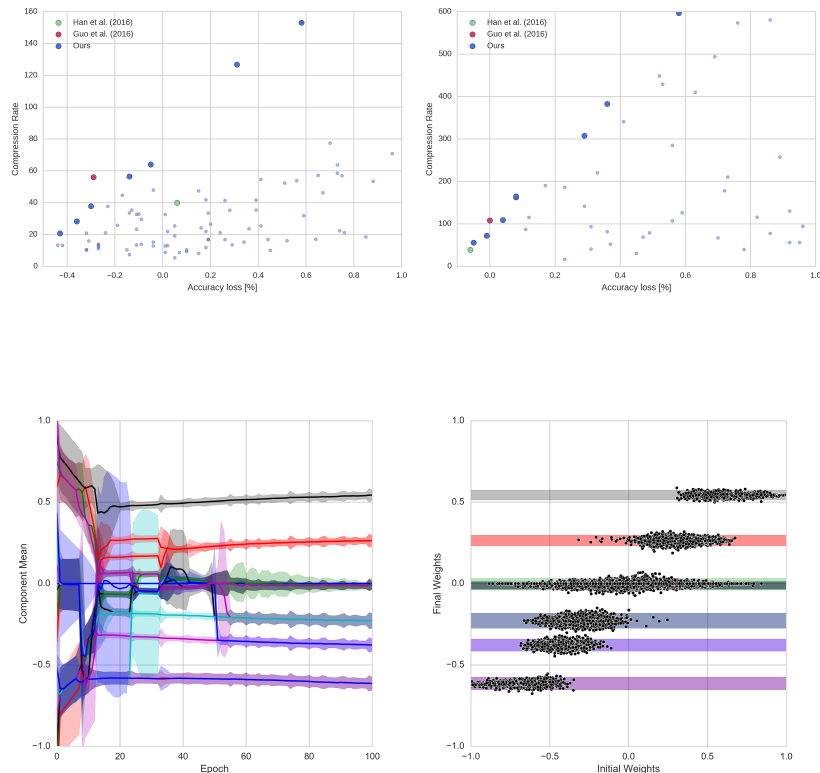 160
140
120
100
80
60
40
20
0
Compression Rate
Han et al. (2016)
Guo et al. (2016)
Ours
−0.4 −0.2 0.0 0.2 0.4 0.6 0.8 1.0
Accuracy loss [%]
600
500
400
300
200
100
0
Compression Rate
Han et al. (2016)
Guo et al. (2016)
Ours
0.0 0.2 0.4 0.6 0.8 1.0
Accuracy loss [%]
1.0
0.5
0.0
−0.5
−1.0
Component Mean
0 20 40 60 80 100
Epoch
1.0
0.5
0.0
−0.5
−1.0
Final Weights
−1.0 −0.5 0.0 0.5 1.0
Initial Weights